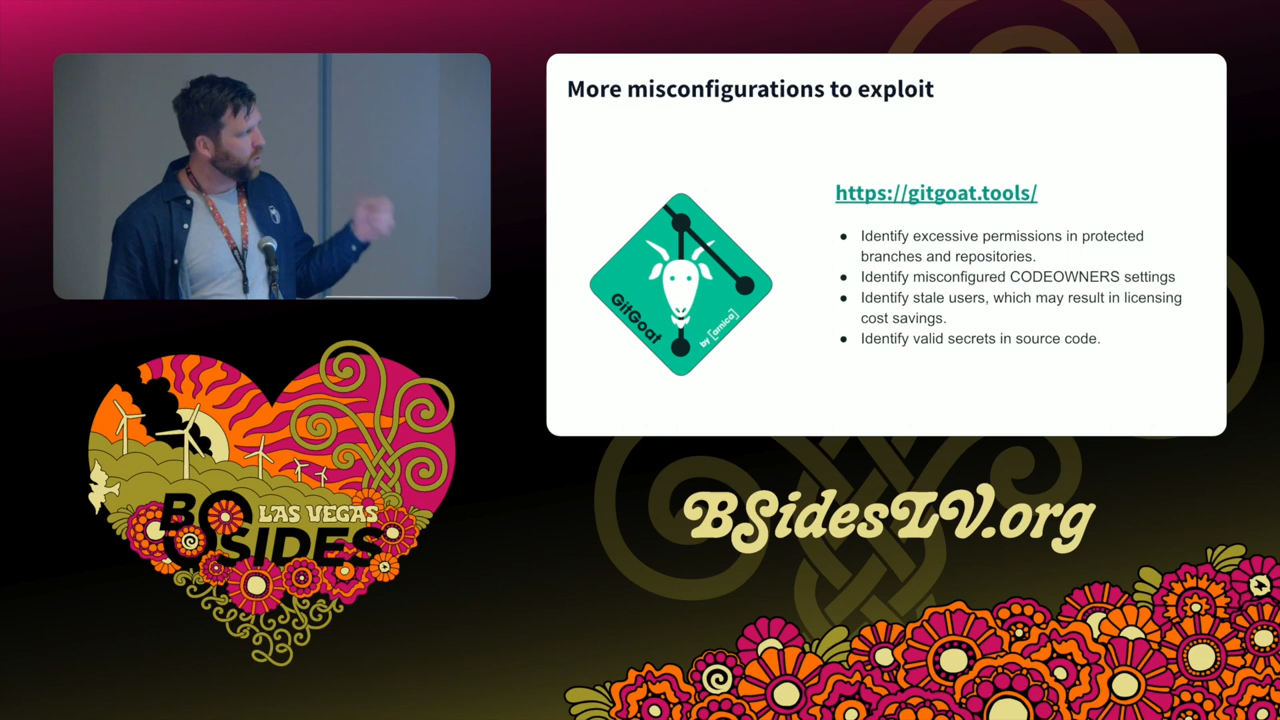 More misconfigurations to exploit
https://gitgoat.tools/
● Identify excessive permissions in protected
branches and repositories.
● Identify misconfigured CODEOWNERS settings
● Identify stale users, which may result in licensing
cost savings.
● Identify valid secrets in source code.
GitGoat
by [arnica]
LAS VEGAS
BSIDES
BSidesLV.org